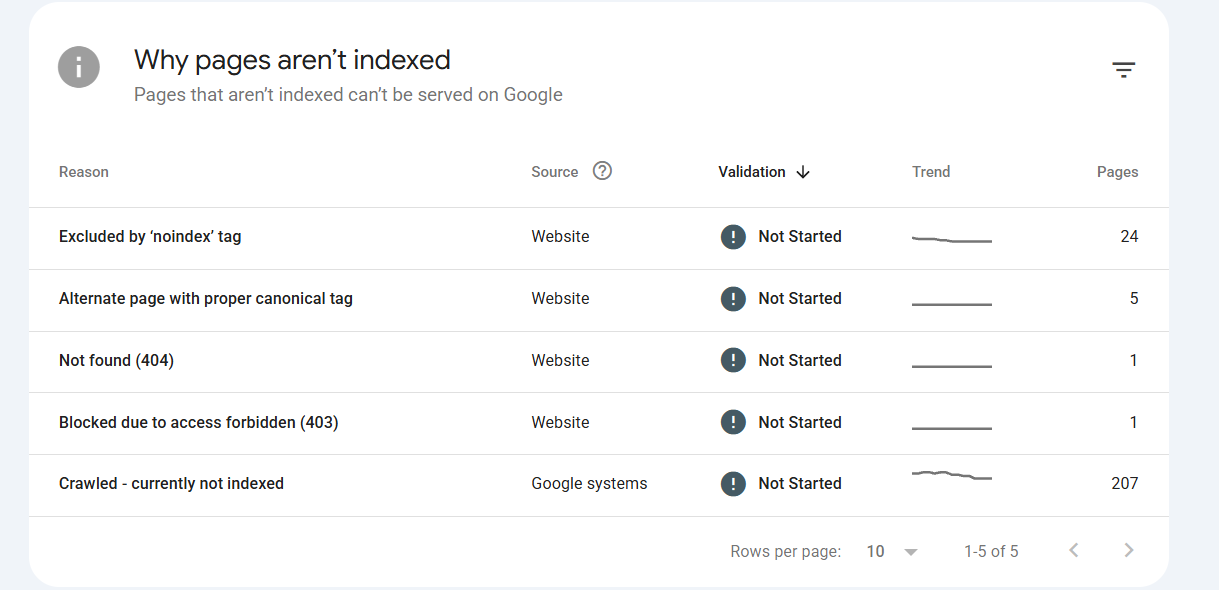 Why pages aren’t indexed
Pages that aren’t indexed can’t be served on Google
Reason Source Validation Trend Pages
Excluded by ‘noindex’ tag Website Not Started 24
Alternate page with proper canonical tag Website Not Started 5
Not found (404) Website Not Started 1
Blocked due to access forbidden (403) Website Not Started 1
Crawled - currently not indexed Google systems Not Started 207
Rows per page: 10 1-5 of 5